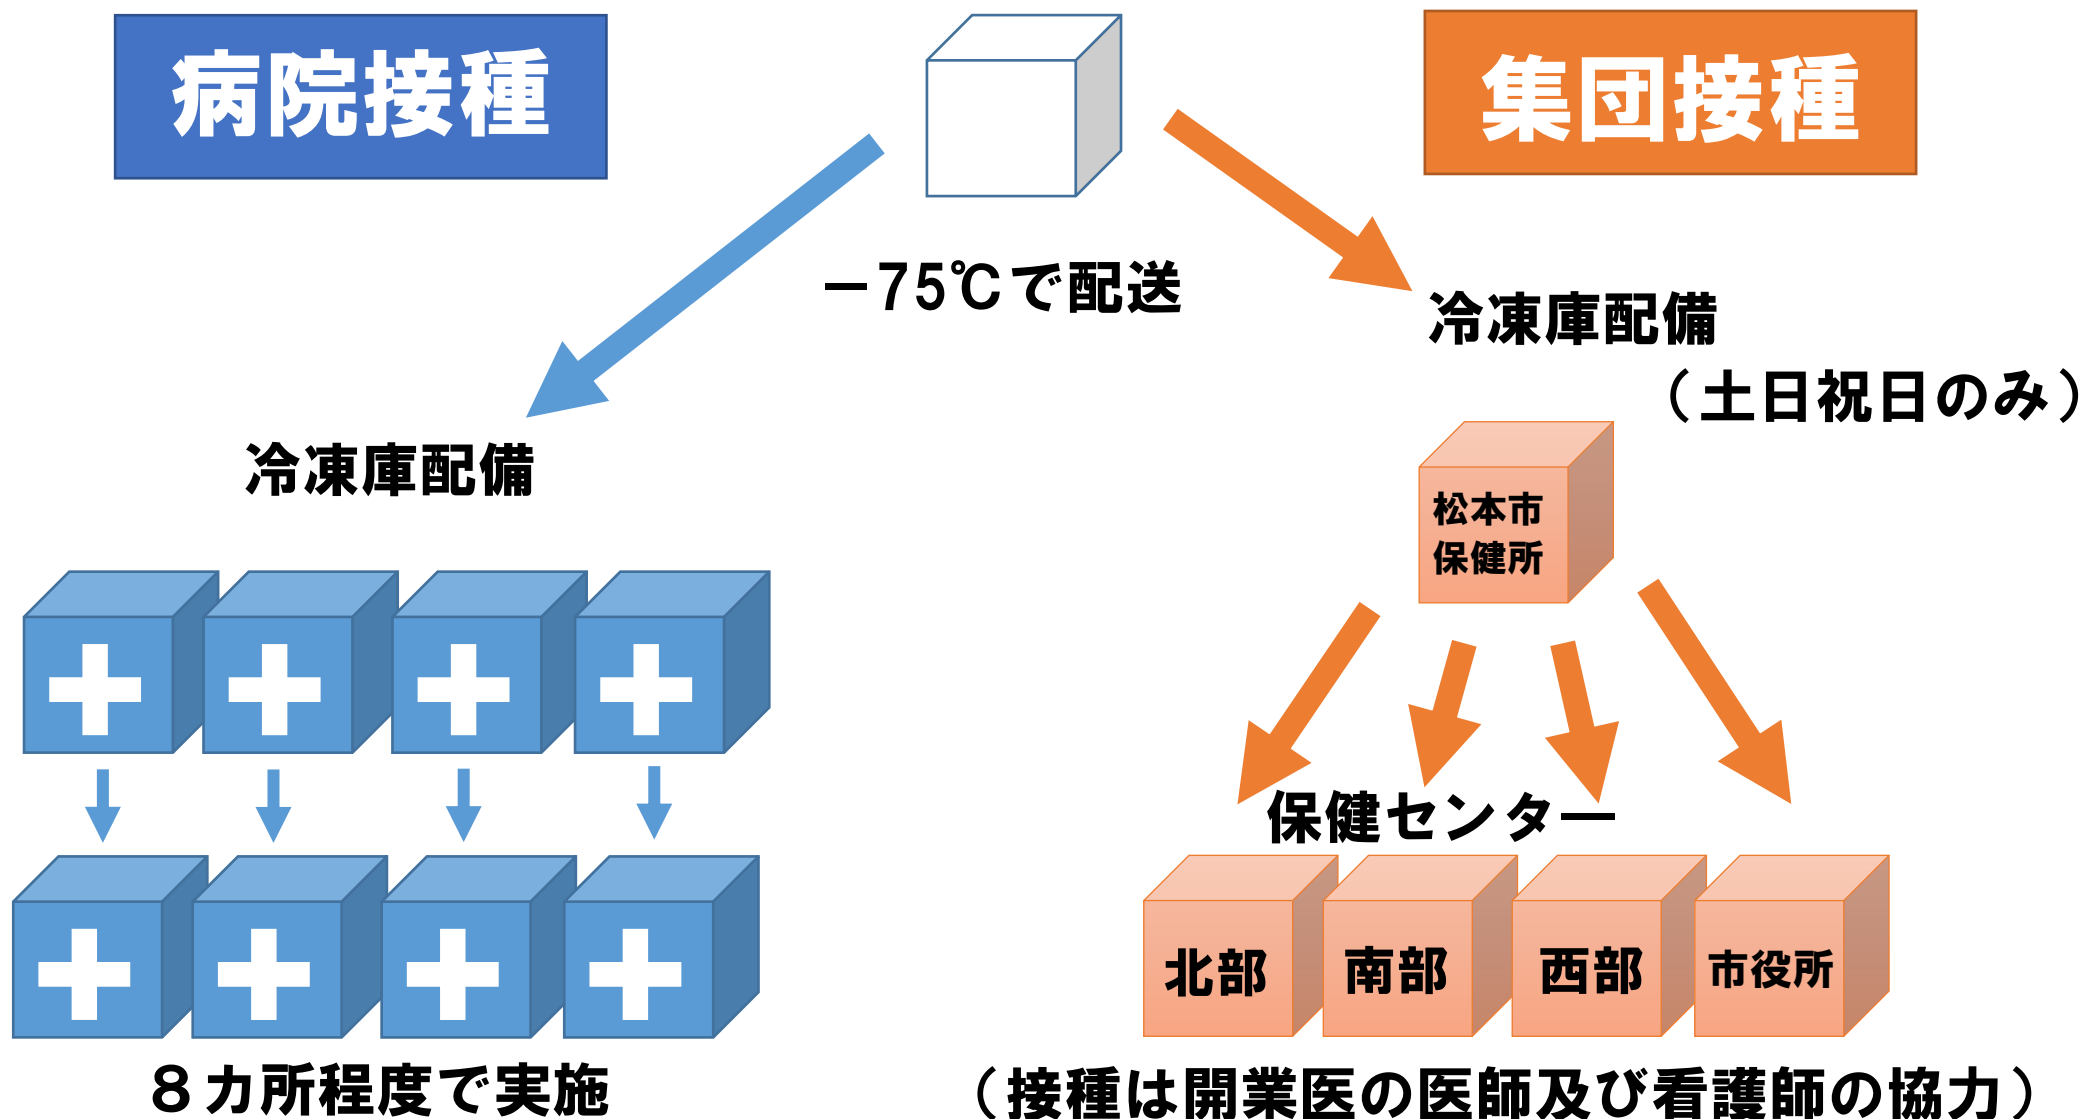 病院接種
集団接種
－75℃で配送
冷凍庫配備
（土日祝日のみ）
冷凍庫配備
松本市
保健所
保健センター
北部
南部
西部
市役所
８カ所程度で実施
（接種は開業医の医師及び看護師の協力）